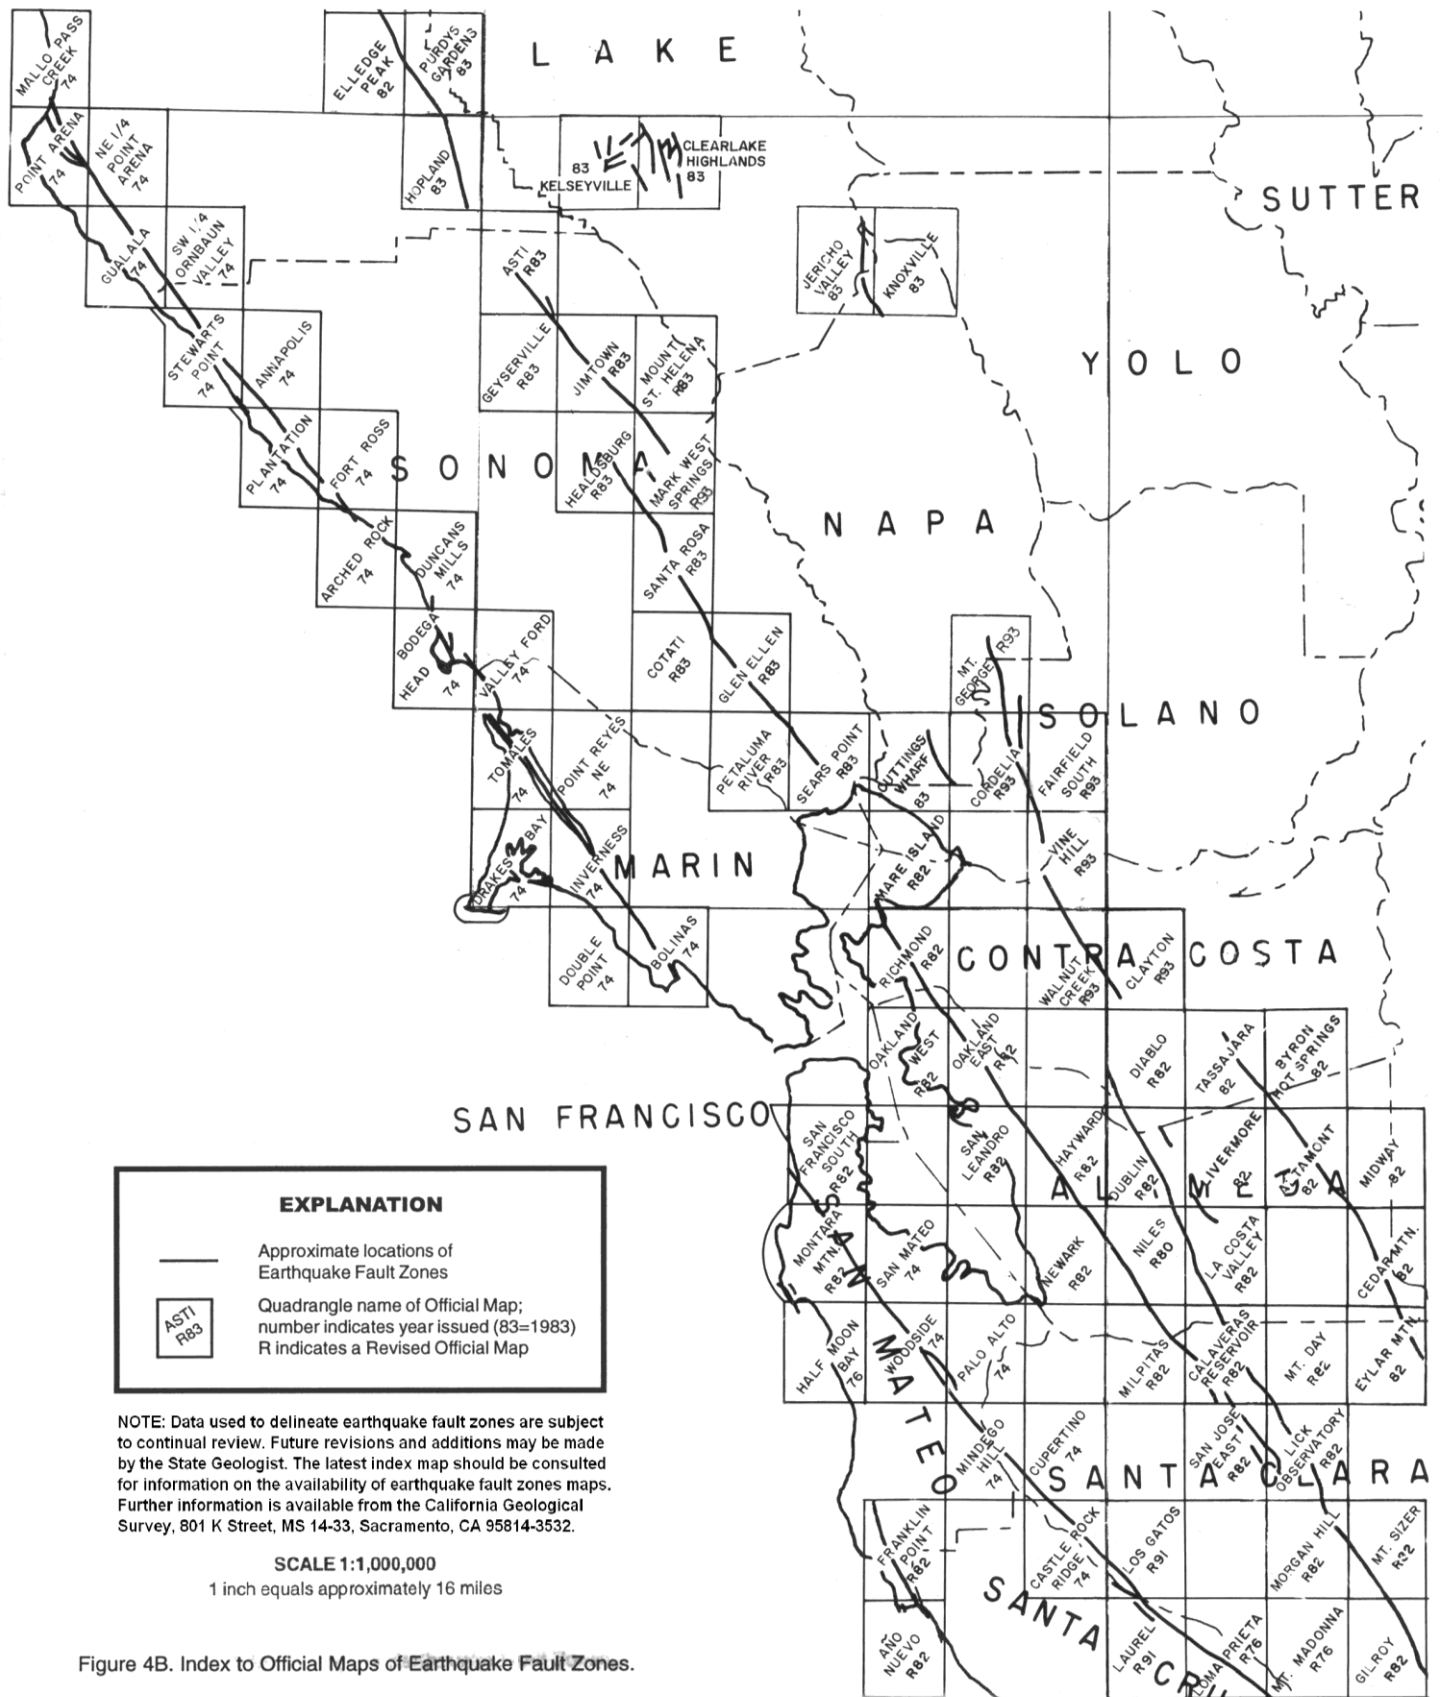 MALLO PASS
CREEK
74
ELLEDGE
PEAK
82
PURDYS
GARDENS
83
LAKE
POINT ARENA
74
NE 1/4
POINT
ARENA
74
HOPLAND
83
83
KELSEYVILLE
CLEARLAKE
HIGHLANDS
83
SUTTER
GUALALA
74
SW 1/4
ORNBAUN
VALLEY
74
ASTI
R83
JERICHO
VALLEY
83
KNOXVILLE
83
STEWARTS
POINT
74
ANNAPOLIS
74
GEYSERVILLE
R83
JIMTOWN
R83
MOUNT
ST. HELENA
R83
YOLO
PLANTATION
74
FORT ROSS
74
SONOMA
HEALDSBURG
R83
MARK WEST
SPRINGS
R93
NAPA
ARCHED ROCK
74
DUNCANS
MILLS
74
SANTA ROSA
R83
BODEGA
HEAD
74
VALLEY FORD
74
COTATI
R83
GLEN ELLEN
R83
MT.
GEORGE
R93
SOLANO
TOMALES
74
POINT REYES
NE
74
PETALUMA
RIVER
R83
SEARS POINT
R83
CUTTINGS
WHARF
83
CORDELIA
R93
FAIRFIELD
SOUTH
R93
DRAKES BAY
74
INVERNESS
74
MARIN
MARE ISLAND
R82
VINE
HILL
R93
DOUBLE
POINT
74
BOLINAS
74
RICHMOND
R82
CONTRA COSTA
WALNUT
CREEK
R93
CLAYTON
R93
OAKLAND
WEST
R82
OAKLAND
EAST
R82
DIABLO
R82
TASSAJARA
82
BYRON
HOT SPRINGS
82
SAN FRANCISCO
SAN
FRANCISCO
SOUTH
R82
SAN
LEANDRO
R82
HAYWARD
R82
DUBLIN
R82
LIVERMORE
82
ALTAMONT
82
MIDWAY
82
ALAMEDA
MONTARA
MTN.
R82
SAN MATEO
74
NEWARK
R82
NILES
R80
LA COSTA
VALLEY
R82
CEDAR MTN.
82
SAN MATEO
HALF MOON
BAY
76
WOODSIDE
74
PALO ALTO
74
MILPITAS
R82
CALAVERAS
RESERVOIR
R82
MT. DAY
R82
EYLAR MTN.
82
MINDEGO
HILL
74
CUPERTINO
74
SAN JOSE
EAST
R82
LICK
OBSERVATORY
R82
SANTA CLARA
FRANKLIN
POINT
R82
CASTLE ROCK
RIDGE
74
LOS GATOS
R91
MORGAN HILL
R82
MT. SIZER
R32
SANTA CRU
AÑO
NUEVO
R82
LAUREL
R91
LOMA PRIETA
R76
MT. MADONNA
R76
GILROY
R82
EXPLANATION
Approximate locations of
Earthquake Fault Zones
ASTI
R83
Quadrangle name of Official Map;
number indicates year issued (83=1983)
R indicates a Revised Official Map
NOTE: Data used to delineate earthquake fault zones are subject
to continual review. Future revisions and additions may be made
by the State Geologist. The latest index map should be consulted
for information on the availability of earthquake fault zones maps.
Further information is available from the California Geological
Survey, 801 K Street, MS 14-33, Sacramento, CA 95814-3532.
SCALE 1:1,000,000
1 inch equals approximately 16 miles
Figure 4B. Index to Official Maps of Earthquake Fault Zones.